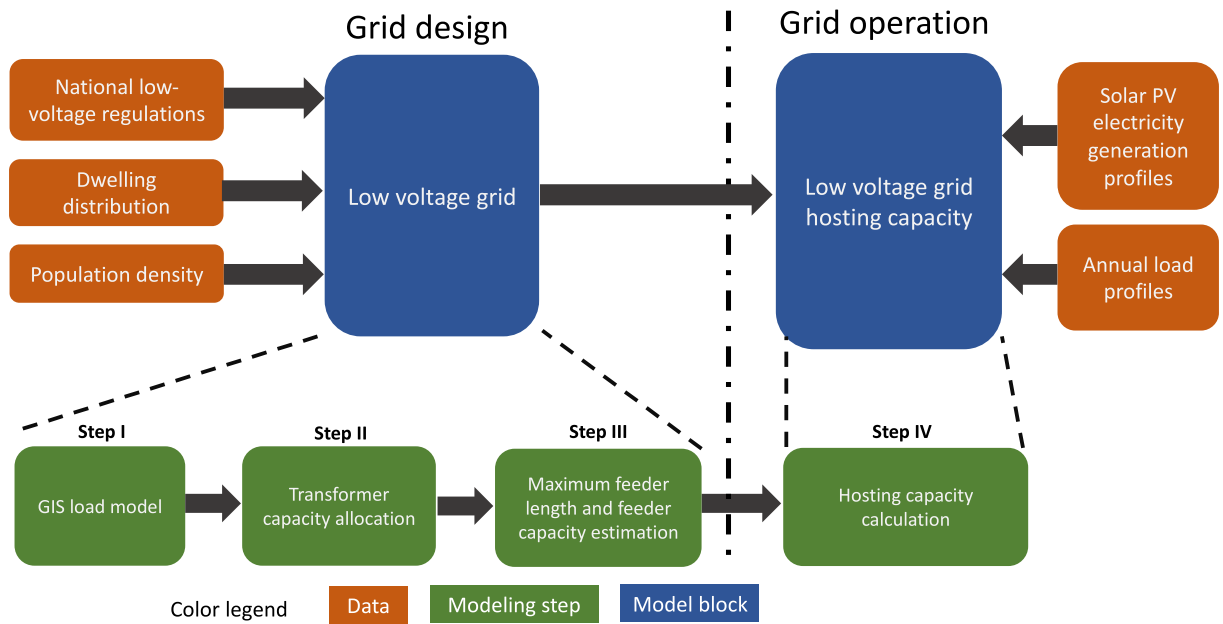 Grid design
Grid operation
National low-
voltage regulations
Dwelling
distribution
Population density
Low voltage grid
Low voltage grid
hosting capacity
Solar PV
electricity
generation
profiles
Annual load
profiles
Step I
GIS load model
Step II
Transformer
capacity allocation
Step III
Maximum feeder
length and feeder
capacity estimation
Step IV
Hosting capacity
calculation
Color legend
Data
Modeling step
Model block